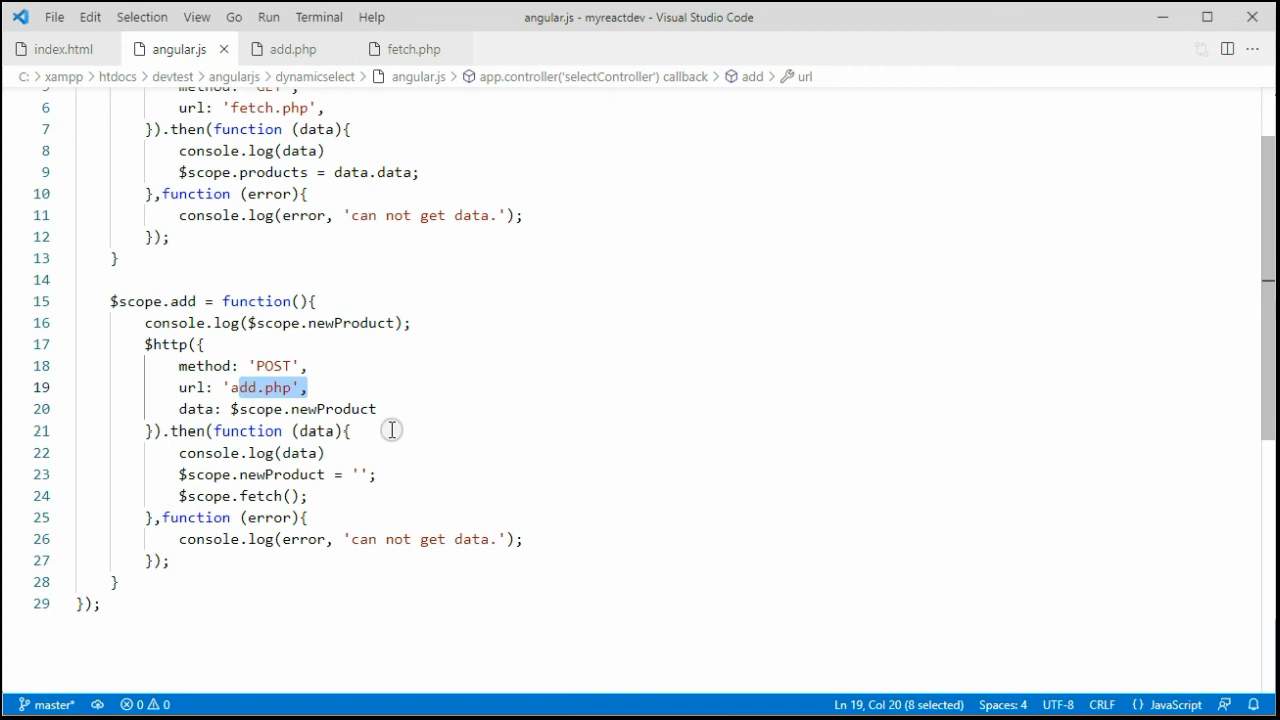 File Edit Selection View Go Run Terminal Help angular.js - myreactdev - Visual Studio Code
index.html angular.js add.php fetch.php
C: > xampp > htdocs > devtest > angularjs > dynamicselect > angular.js > app.controller('selectController') callback > add > url
5 method: 'GET',
6 url: 'fetch.php',
7 }).then(function (data){
8 console.log(data)
9 $scope.products = data.data;
10 },function (error){
11 console.log(error, 'can not get data.');
12 });
13 }
14
15 $scope.add = function(){
16 console.log($scope.newProduct);
17 $http({
18 method: 'POST',
19 url: 'add.php',
20 data: $scope.newProduct
21 }).then(function (data){
22 console.log(data)
23 $scope.newProduct = '';
24 $scope.fetch();
25 },function (error){
26 console.log(error, 'can not get data.');
27 });
28 }
29 });
master* 0 0 Ln 19, Col 20 (8 selected) Spaces: 4 UTF-8 CRLF {} JavaScript